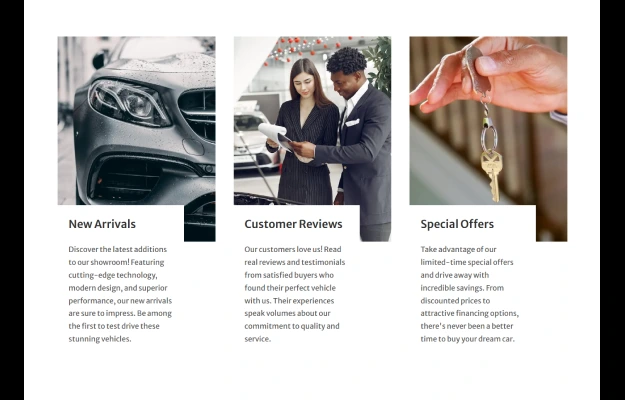 New Arrivals
Discover the latest additions
to our showroom! Featuring
cutting-edge technology,
modern design, and superior
performance, our new arrivals
are sure to impress. Be among
the first to test drive these
stunning vehicles.
Customer Reviews
Our customers love us! Read
real reviews and testimonials
from satisfied buyers who
found their perfect vehicle
with us. Their experiences
speak volumes about our
commitment to quality and
service.
Special Offers
Take advantage of our
limited-time special offers
and drive away with
incredible savings. From
discounted prices to
attractive financing options,
there's never been a better
time to buy your dream car.